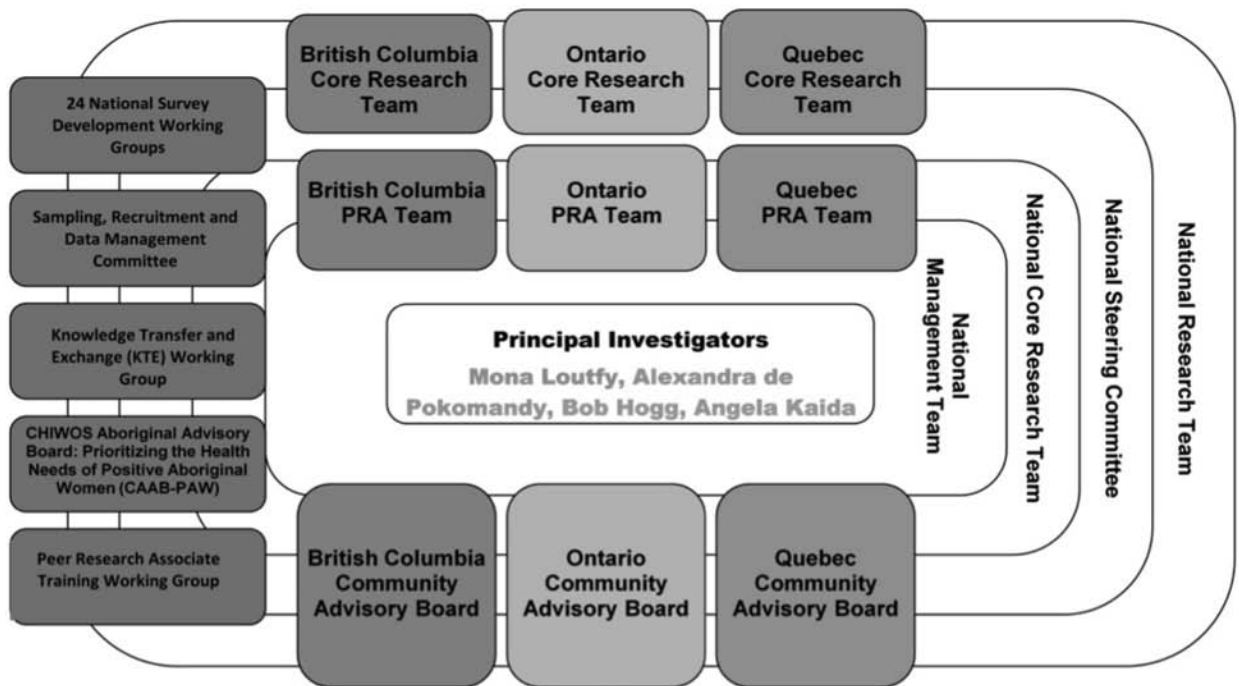 British Columbia
Core Research
Team
Ontario
Core Research
Team
Quebec
Core Research
Team
24 National Survey
Development Working
Groups
British Columbia
PRA Team
Ontario
PRA Team
Quebec
PRA Team
Sampling, Recruitment and
Data Management
Committee
Knowledge Transfer and
Exchange (KTE) Working
Group
CHIWOS Aboriginal Advisory
Board: Prioritizing the Health
Needs of Positive Aboriginal
Women (CAAB-PAW)
Peer Research Associate
Training Working Group
Principal Investigators
Mona Loutfy, Alexandra de
Pokomandy, Bob Hogg, Angela Kaida
National
Management Team
National Core Research Team
National Steering Committee
National Research Team
British Columbia
Community
Advisory Board
Ontario
Community
Advisory Board
Quebec
Community
Advisory Board